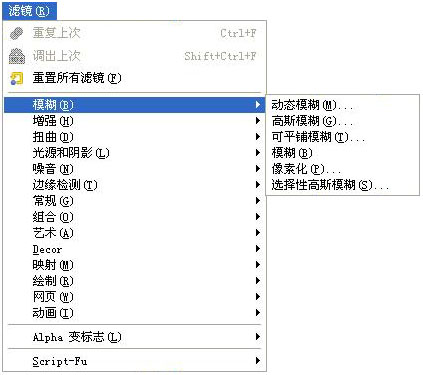 滤镜(R)
重复上次 Ctrl+F
调出上次 Shift+Ctrl+F
重置所有滤镜(F)
模糊(B)
增强(H)
扭曲(D)
光源和阴影(L)
噪音(N)
边缘检测(T)
常规(G)
组合(O)
艺术(A)
Decor
映射(M)
绘制(R)
网页(W)
动画(I)
Alpha 变标志(L)
Script-Fu
动态模糊(M)...
高斯模糊(G)...
可平铺模糊(T)...
模糊(B)
像素化(P)...
选择性高斯模糊(S)...